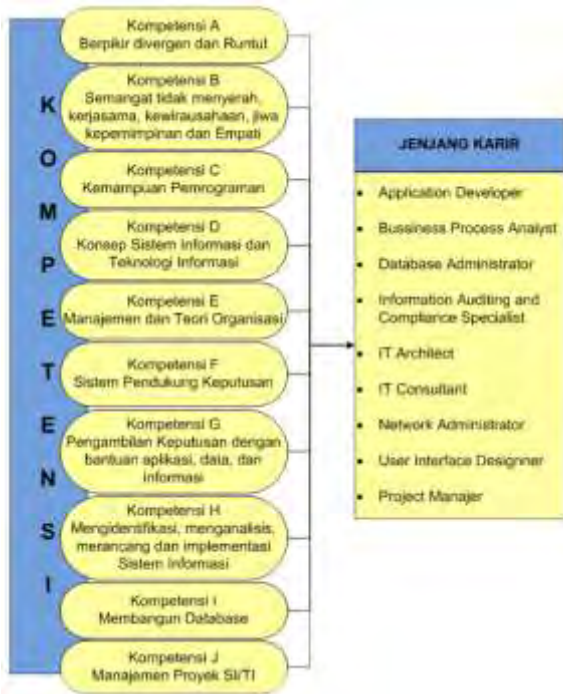 KOMPETENSI
Kompetensi A
Berpikir divergen dan Runtut
Kompetensi B
Semangat tidak menyerah,
kerjasama, kewirausahaan, jiwa
kepemimpinan dan Empati
Kompetensi C
Kemampuan Pemrograman
Kompetensi D
Konsep Sistem Informasi dan
Teknologi Informasi
Kompetensi E
Manajemen dan Teori Organisasi
Kompetensi F
Sistem Pendukung Keputusan
Kompetensi G
Pengambilan Keputusan dengan
bantuan aplikasi, data, dan
informasi
Kompetensi H
Mengidentifikasi, menganalisis,
merancang dan implementasi
Sistem Informasi
Kompetensi I
Membangun Database
Kompetensi J
Manajemen Proyek SI/TI
JENJANG KARIR
• Application Developer
• Bussiness Process Analyst
• Database Administrator
• Information Auditing and
Compliance Specialist
• IT Architect
• IT Consultant
• Network Administrator
• User Interface Designner
• Project Manajer